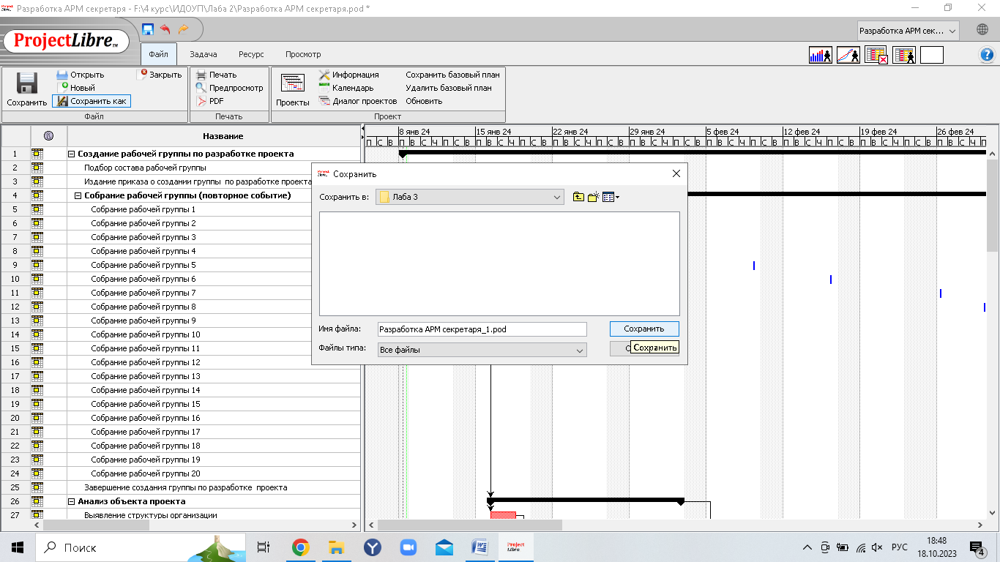 Разработка АРМ секретаря - F:\4 курс\ИДОУП\Лаба 2\Разработка АРМ секретаря.pod *
ProjectLibre™
Разработка АРМ сек...
Файл Задача Ресурс Просмотр
Сохранить
Открыть
Новый
Сохранить как
Закрыть
Файл
Печать
Предпросмотр
PDF
Печать
Проекты
Информация
Календарь
Диалог проектов
Сохранить базовый план
Удалить базовый план
Обновить
Проект
Название
8 янв 24 15 янв 24 22 янв 24 29 янв 24 5 фев 24 12 фев 24 19 фев 24 26 фев 24
П С В П В С Ч П С В П В С Ч П С В П В С Ч П С В П В С Ч П С В П В С Ч П С В П В С Ч П С В П В С Ч П С В П В С Ч П
1 Создание рабочей группы по разработке проекта
2 Подбор состава рабочей группы
3 Издание приказа о создании группы по разработке проекта
4 Собрание рабочей группы (повторное событие)
5 Собрание рабочей группы 1
6 Собрание рабочей группы 2
7 Собрание рабочей группы 3
8 Собрание рабочей группы 4
9 Собрание рабочей группы 5
10 Собрание рабочей группы 6
11 Собрание рабочей группы 7
12 Собрание рабочей группы 8
13 Собрание рабочей группы 9
14 Собрание рабочей группы 10
15 Собрание рабочей группы 11
16 Собрание рабочей группы 12
17 Собрание рабочей группы 13
18 Собрание рабочей группы 14
19 Собрание рабочей группы 15
20 Собрание рабочей группы 16
21 Собрание рабочей группы 17
22 Собрание рабочей группы 18
23 Собрание рабочей группы 19
24 Собрание рабочей группы 20
25 Завершение создания группы по разработке проекта
26 Анализ объекта проекта
27 Выявление структуры организации
Сохранить
Сохранить в: Лаба 3
Имя файла: Разработка АРМ секретаря_1.pod
Сохранить
Файлы типа: Все файлы
Сохранить
Поиск
Project
Libre
РУС
18:48
18.10.2023
4